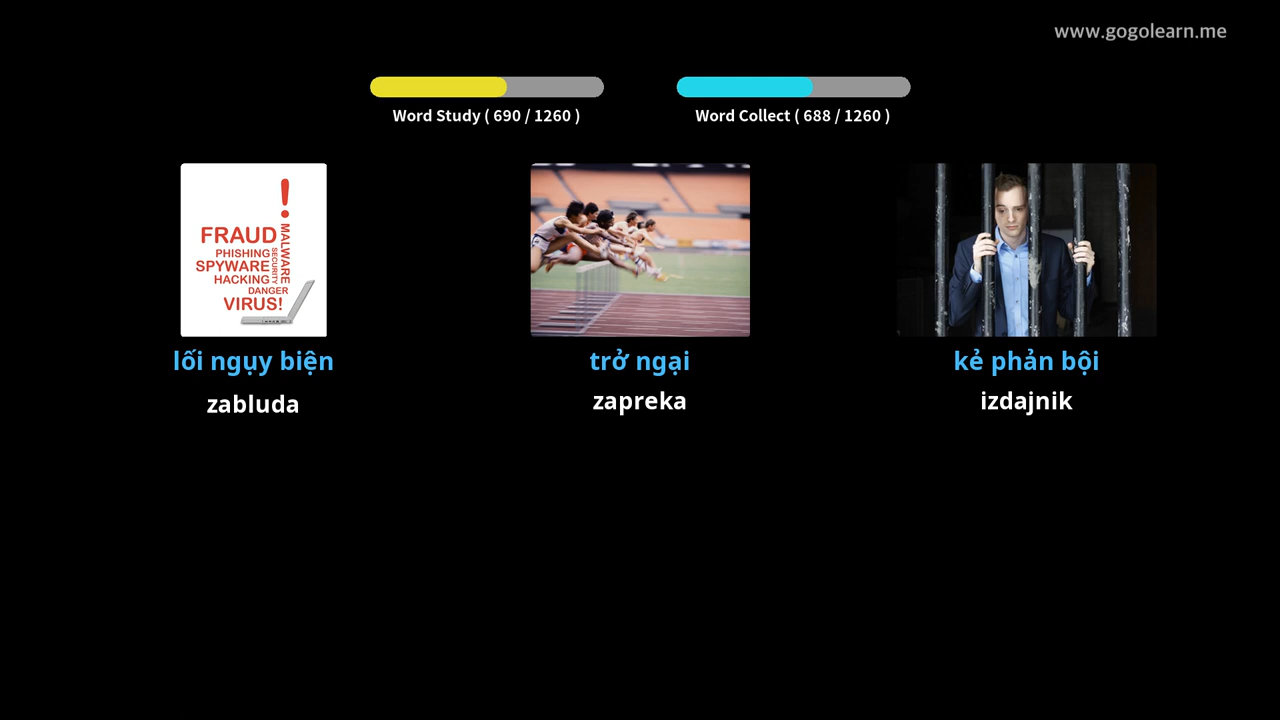 www.gogolearn.me
Word Study ( 690 / 1260 )
Word Collect ( 688 / 1260 )
!
FRAUD
PHISHING
SPYWARE
HACKING
DANGER
VIRUS!
MALWARE
SECURITY
lối ngụy biện
trở ngại
kẻ phản bội
zabluda
zapreka
izdajnik